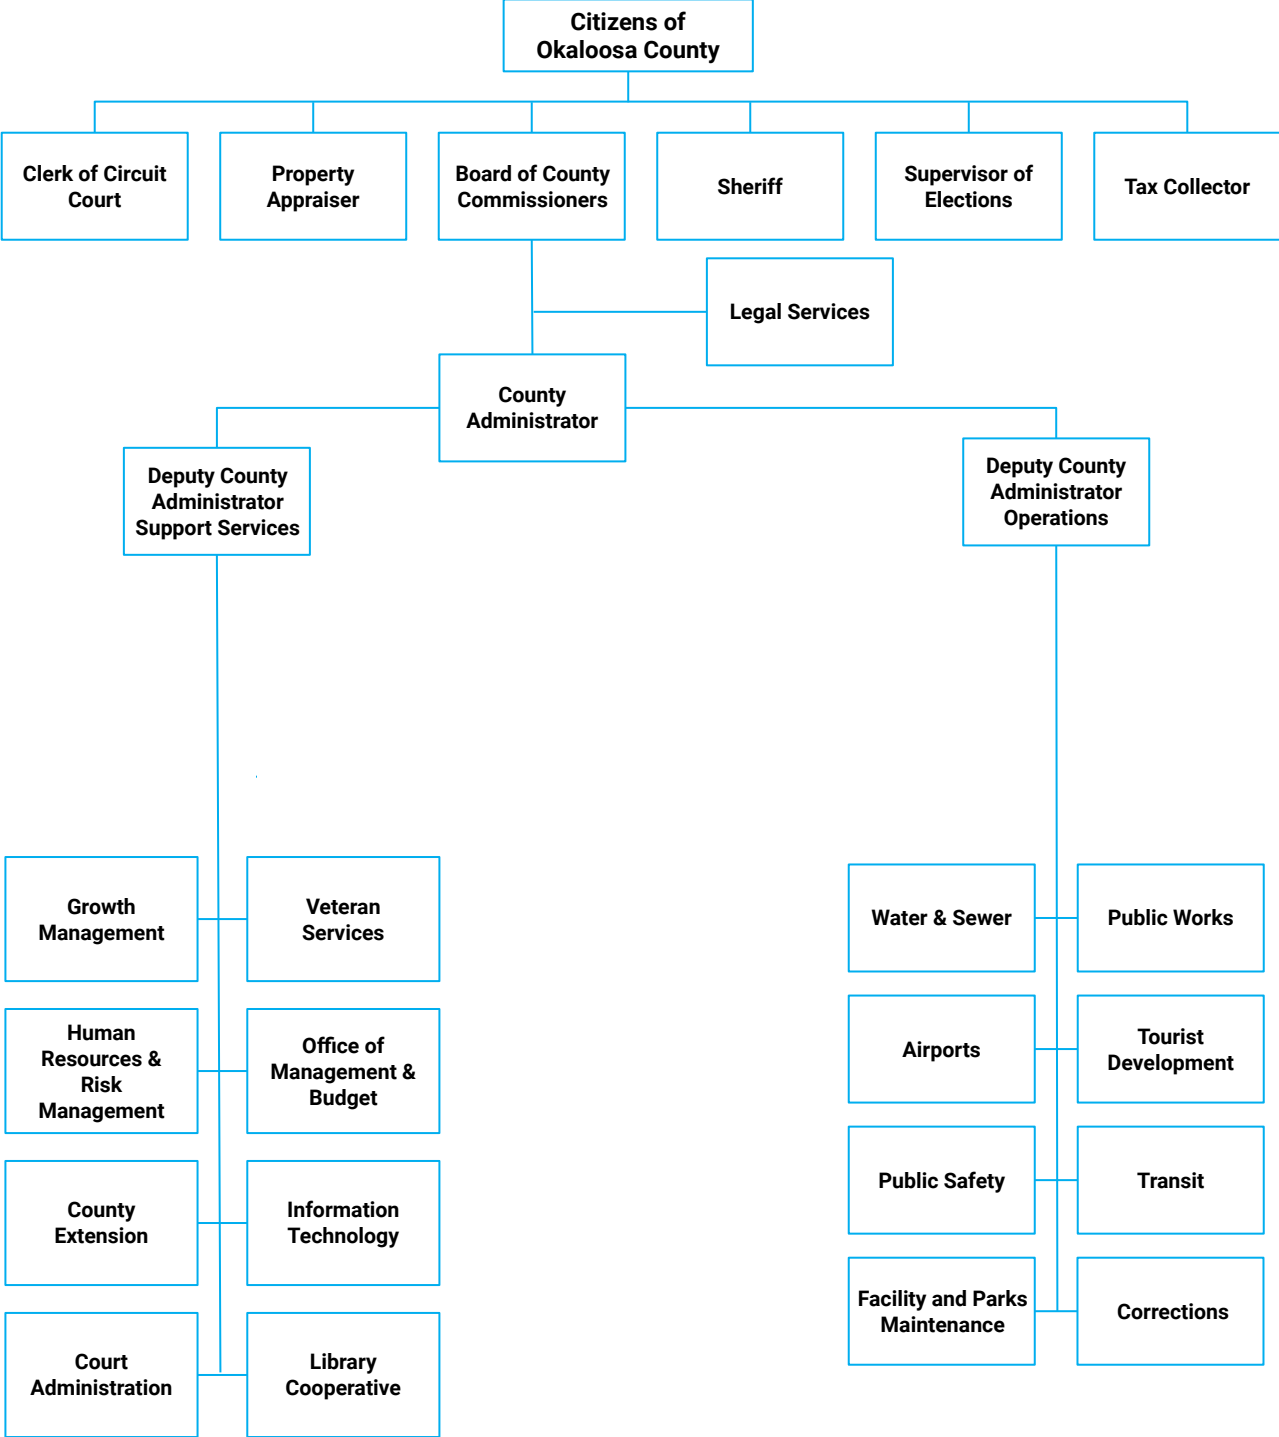 Citizens of
Okaloosa County
Clerk of Circuit
Court
Property
Appraiser
Board of County
Commissioners
Sheriff
Supervisor of
Elections
Tax Collector
Legal Services
County
Administrator
Deputy County
Administrator
Support Services
Deputy County
Administrator
Operations
Growth
Management
Veteran
Services
Human
Resources &
Risk
Management
Office of
Management &
Budget
County
Extension
Information
Technology
Court
Administration
Library
Cooperative
Water & Sewer
Public Works
Airports
Tourist
Development
Public Safety
Transit
Facility and Parks
Maintenance
Corrections